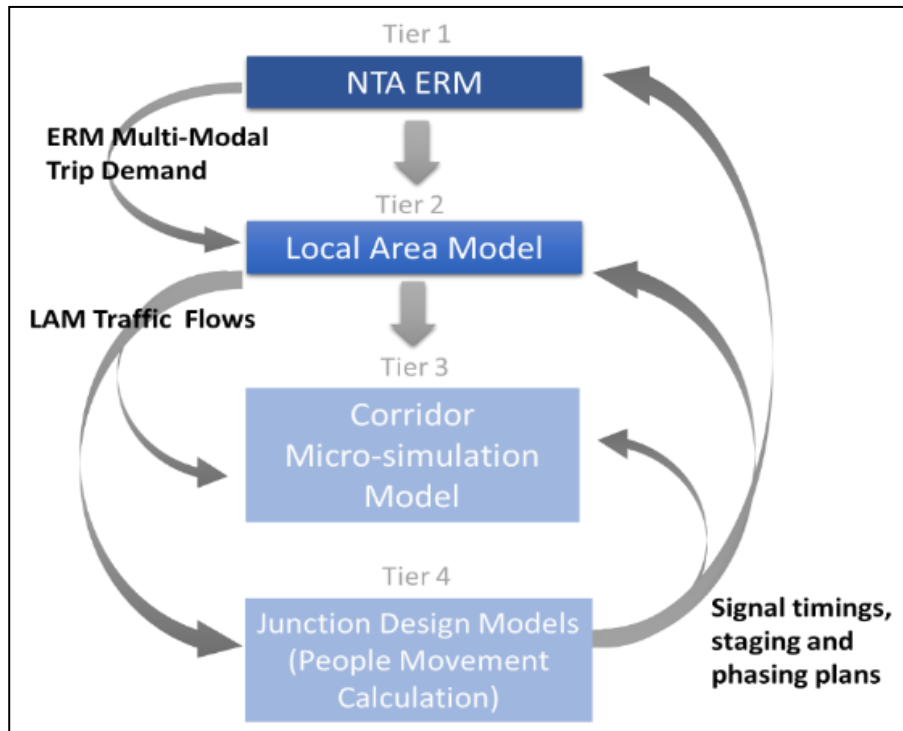 Tier 1
NTA ERM
ERM Multi-Modal
Trip Demand
Tier 2
Local Area Model
LAM Traffic Flows
Tier 3
Corridor
Micro-simulation
Model
Tier 4
Junction Design Models
(People Movement
Calculation)
Signal timings,
staging and
phasing plans